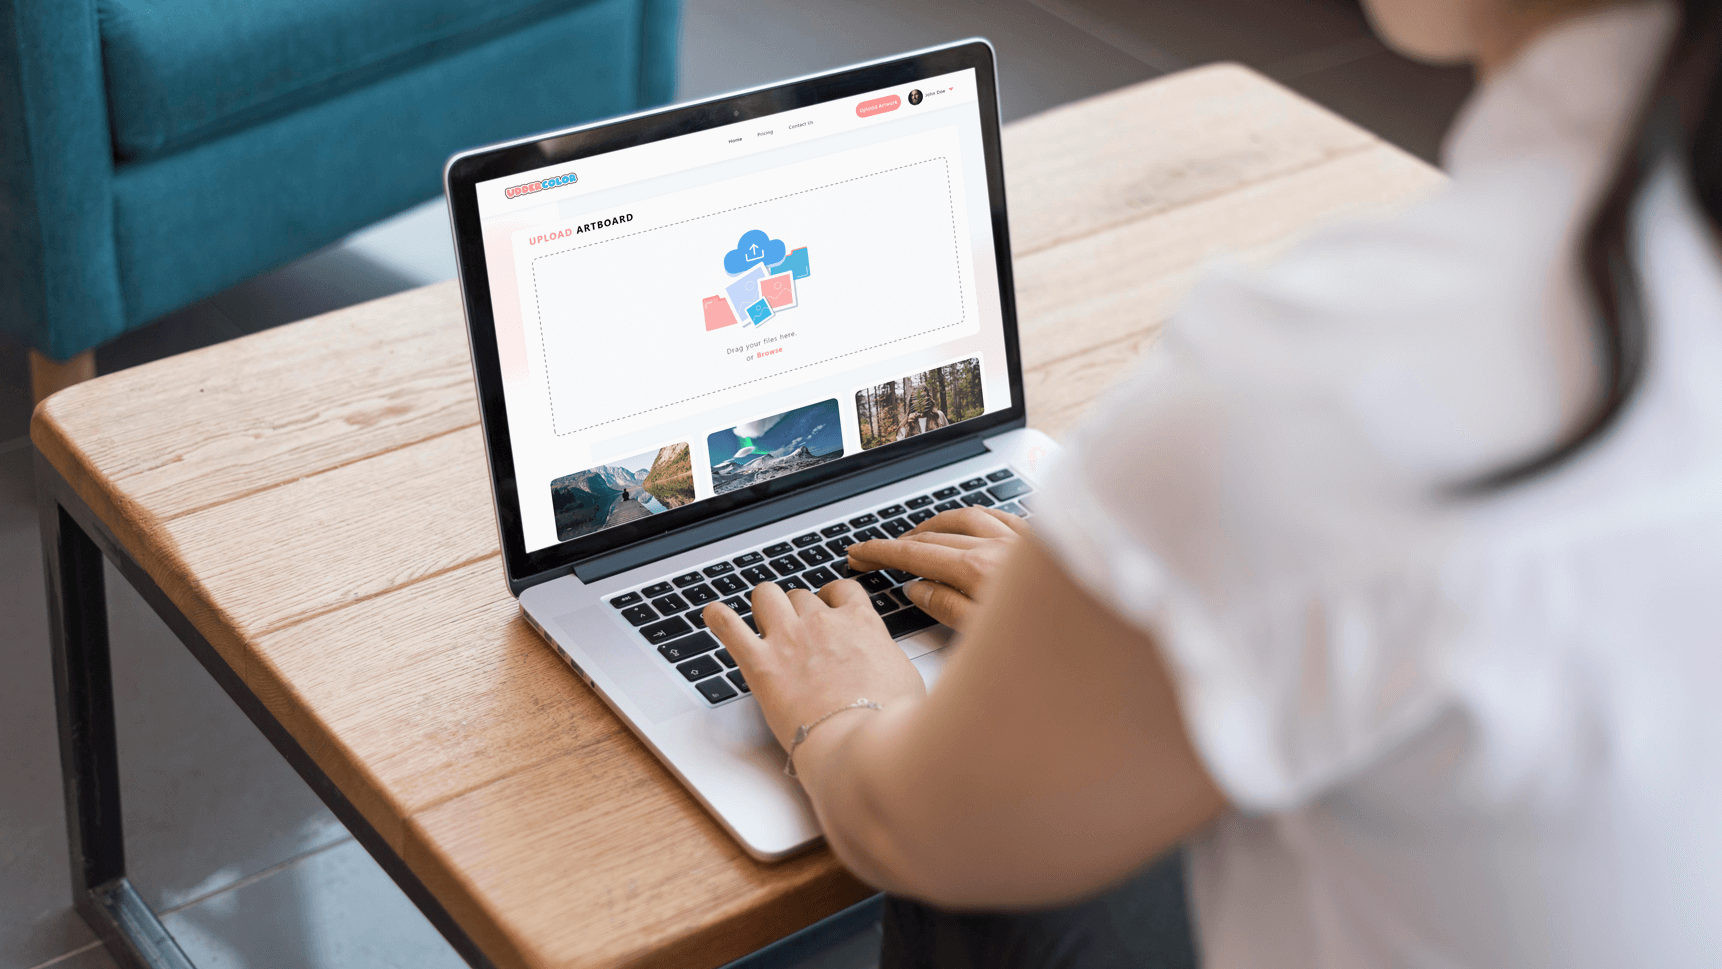 Home Pricing Contact Us
Upload Artwork
John Doe
UDDERCOLOR
UPLOAD ARTBOARD
Drag your files here,
or Browse